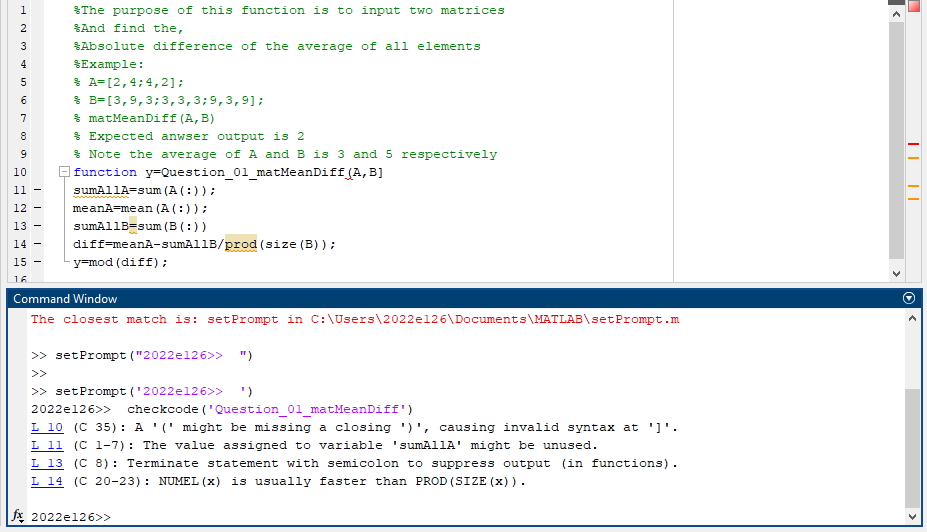 1 %The purpose of this function is to input two matrices
2 %And find the,
3 %Absolute difference of the average of all elements
4 %Example:
5 % A=[2,4;4,2];
6 % B=[3,9,3;3,3,3;9,3,9];
7 % matMeanDiff(A,B)
8 % Expected anwser output is 2
9 % Note the average of A and B is 3 and 5 respectively
10 function y=Question_01_matMeanDiff(A,B]
11 sumAllA=sum(A(:));
12 meanA=mean(A(:));
13 sumAllB=sum(B(:))
14 diff=meanA-sumAllB/prod(size(B));
15 y=mod(diff);
16
Command Window
The closest match is: setPrompt in C:\Users\2022e126\Documents\MATLAB\setPrompt.m
>> setPrompt("2022e126>>  ")
>>
>> setPrompt('2022e126>>  ')
2022e126>>  checkcode('Question_01_matMeanDiff')
L 10 (C 35): A '(' might be missing a closing ')', causing invalid syntax at ']'.
L 11 (C 1-7): The value assigned to variable 'sumAllA' might be unused.
L 13 (C 8): Terminate statement with semicolon to suppress output (in functions).
L 14 (C 20-23): NUMEL(x) is usually faster than PROD(SIZE(x)).
fx 2022e126>>